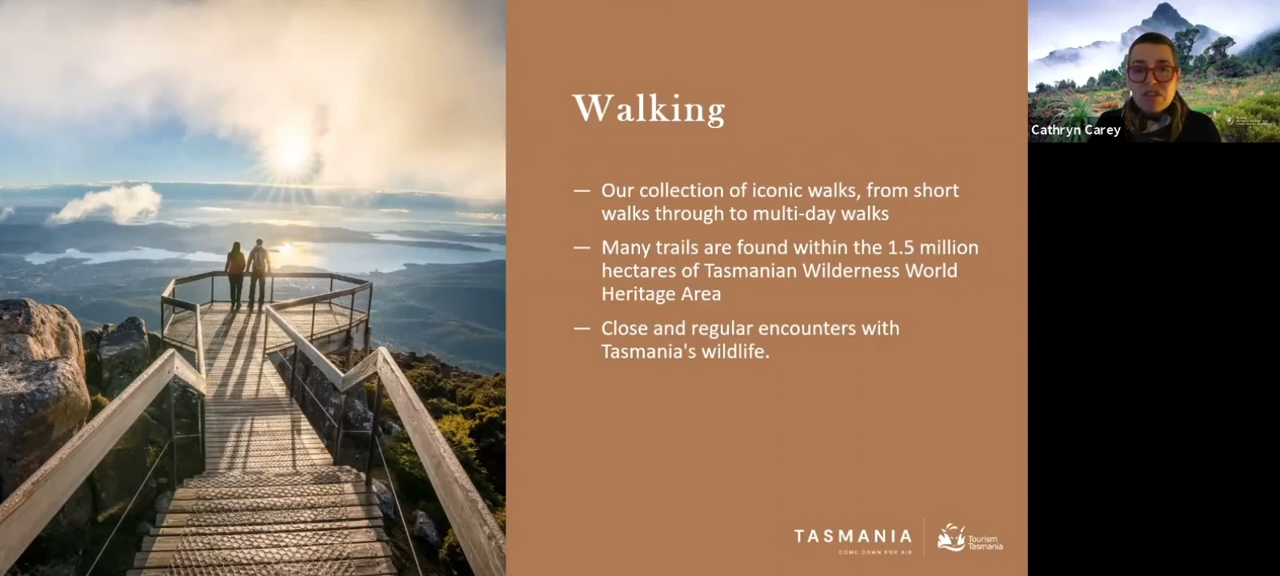 Walking
— Our collection of iconic walks, from short
walks through to multi-day walks
— Many trails are found within the 1.5 million
hectares of Tasmanian Wilderness World
Heritage Area
— Close and regular encounters with
Tasmania's wildlife.
TASMANIA
COME DOWN FOR AIR
Tourism
Tasmania
Cathryn Carey